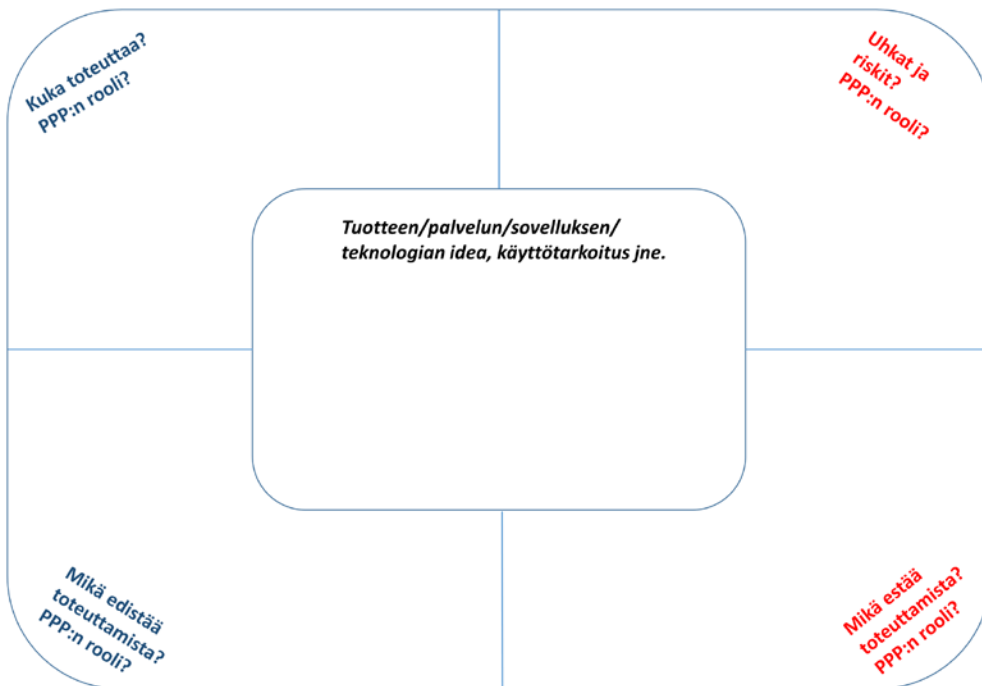 Kuka toteuttaa?
PPP:n rooli?
Uhkat ja
riskit?
PPP:n rooli?
Tuotteen/palvelun/sovelluksen/
teknologian idea, käyttötarkoitus jne.
Mikä edistää
toteuttamista?
PPP:n rooli?
Mikä estää
toteuttamista?
PPP:n rooli?